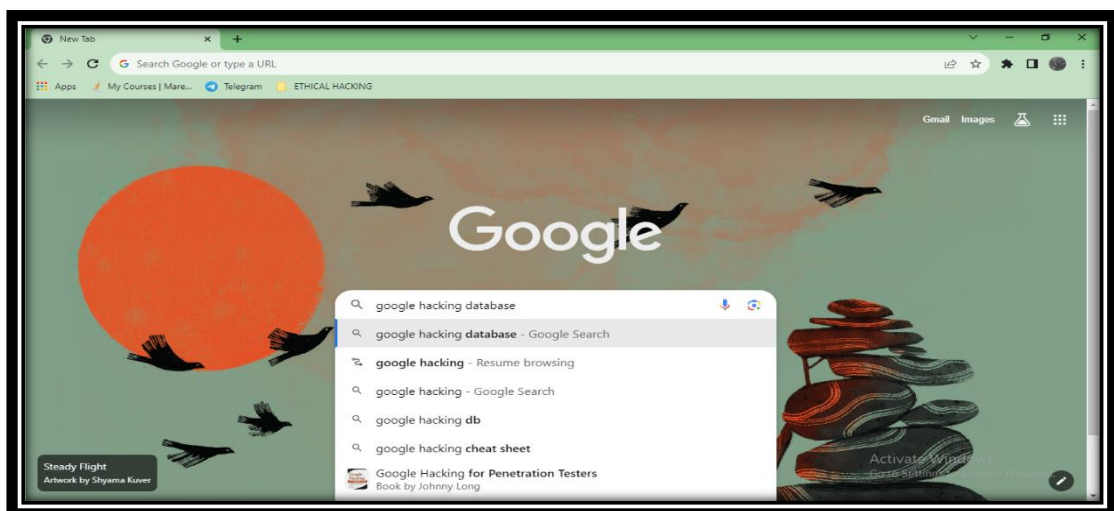 New Tab
Search Google or type a URL
Apps My Courses | Mare... Telegram ETHICAL HACKING
Gmail Images
Google
google hacking database
google hacking database - Google Search
google hacking - Resume browsing
google hacking - Google Search
google hacking db
google hacking cheat sheet
Google Hacking for Penetration Testers
Book by Johnny Long
Steady Flight
Artwork by Shyama Kuver
Activate Windows
Go to Settings